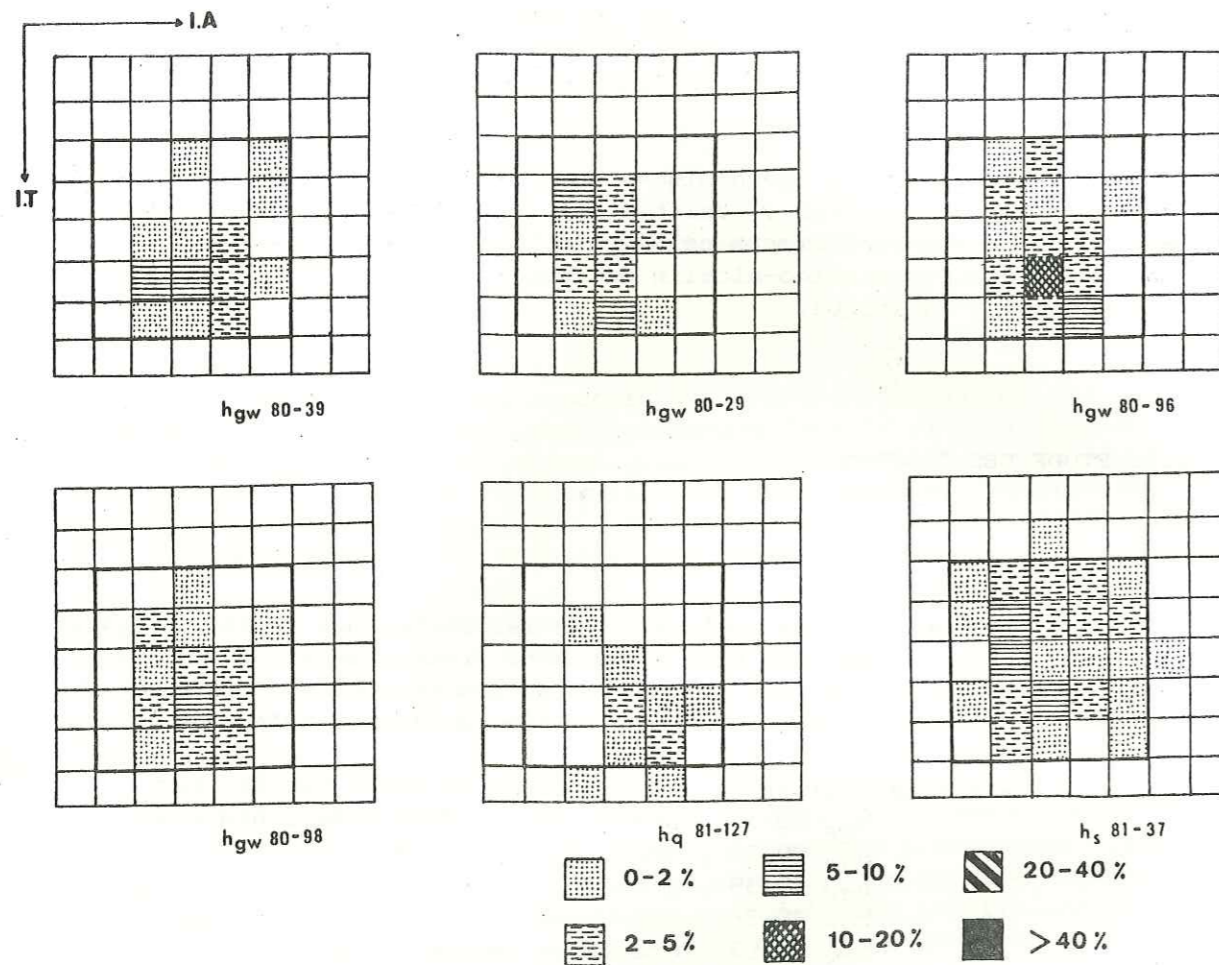 I.A
I.T
hgw 80-39
hgw 80-29
hgw 80-96
hgw 80-98
hq 81-127
hs 81-37
0-2 %
5-10 %
20-40 %
2-5 %
10-20 %
>40 %